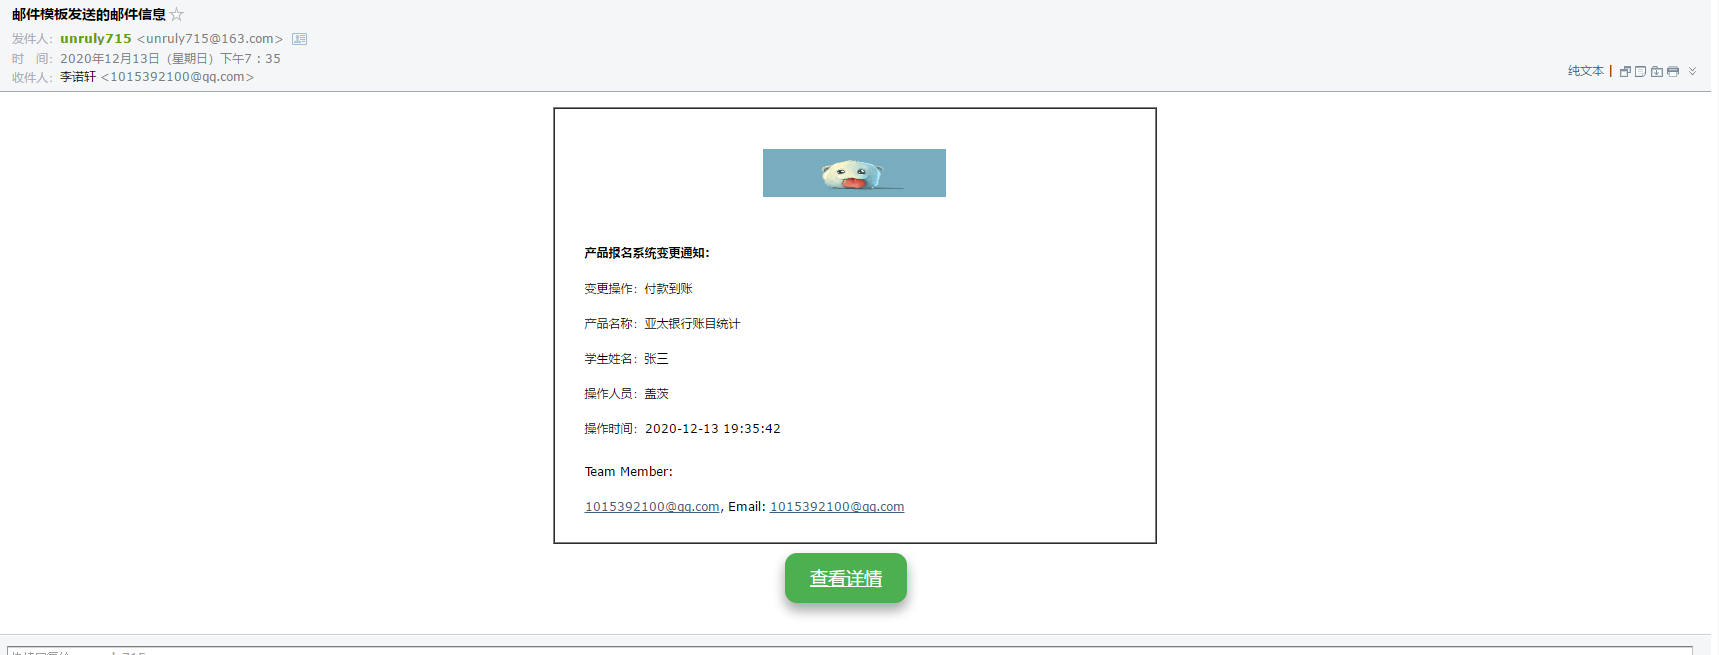 邮件模板发送的邮件信息
发件人：unruly715 <unruly715@163.com>
时　间：2020年12月13日（星期日）下午7：35
收件人：李诺轩 <1015392100@qq.com>
纯文本 |
产品报名系统变更通知：
变更操作：付款到账
产品名称：亚太银行账目统计
学生姓名：张三
操作人员：盖茨
操作时间：2020-12-13 19:35:42
Team Member:
1015392100@qq.com, Email: 1015392100@qq.com
查看详情